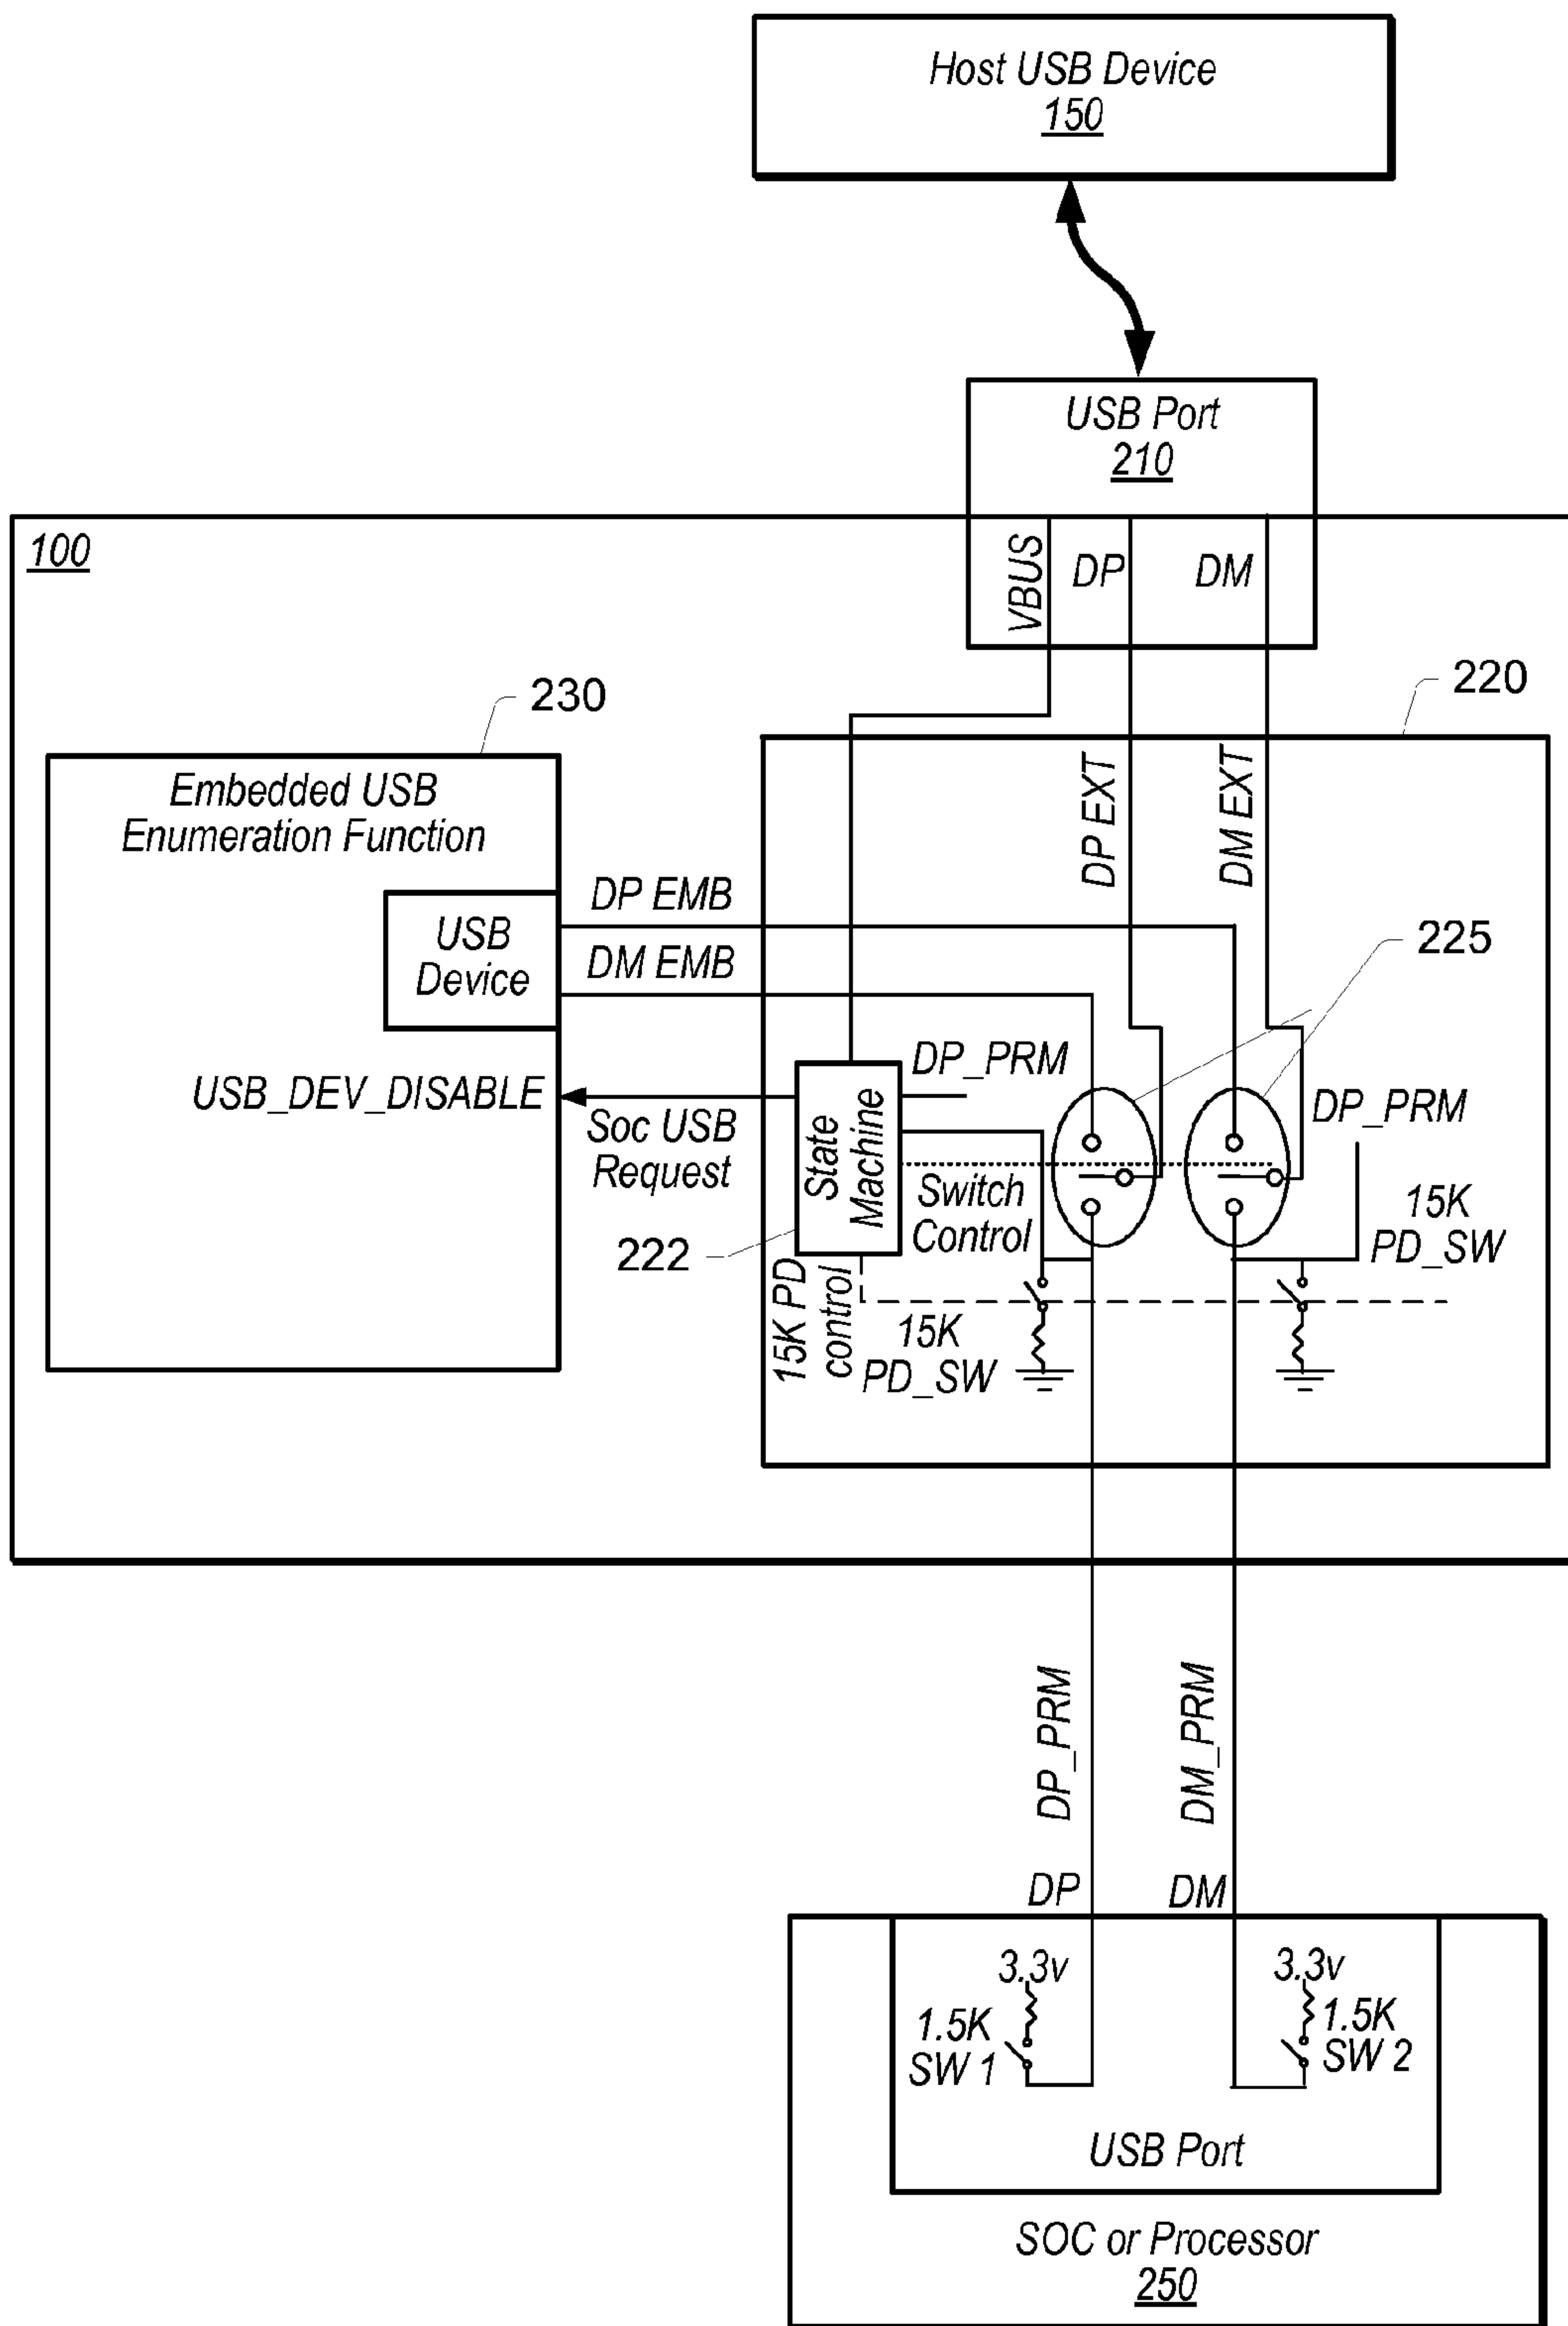 Host USB Device
150
USB Port
210
100
VBUS
DP
DM
220
230
Embedded USB
Enumeration Function
DP EXT
DM EXT
DP EMB
USB
Device
DM EMB
225
DP_PRM
DP_PRM
USB_DEV_DISABLE
Soc USB
Request
State
Machine
Switch
Control
15K
PD_SW
222
15K PD
control
15K
PD_SW
DP_PRM
DM_PRM
DP
DM
3.3v
3.3v
1.5K
SW 1
1.5K
SW 2
USB Port
SOC or Processor
250